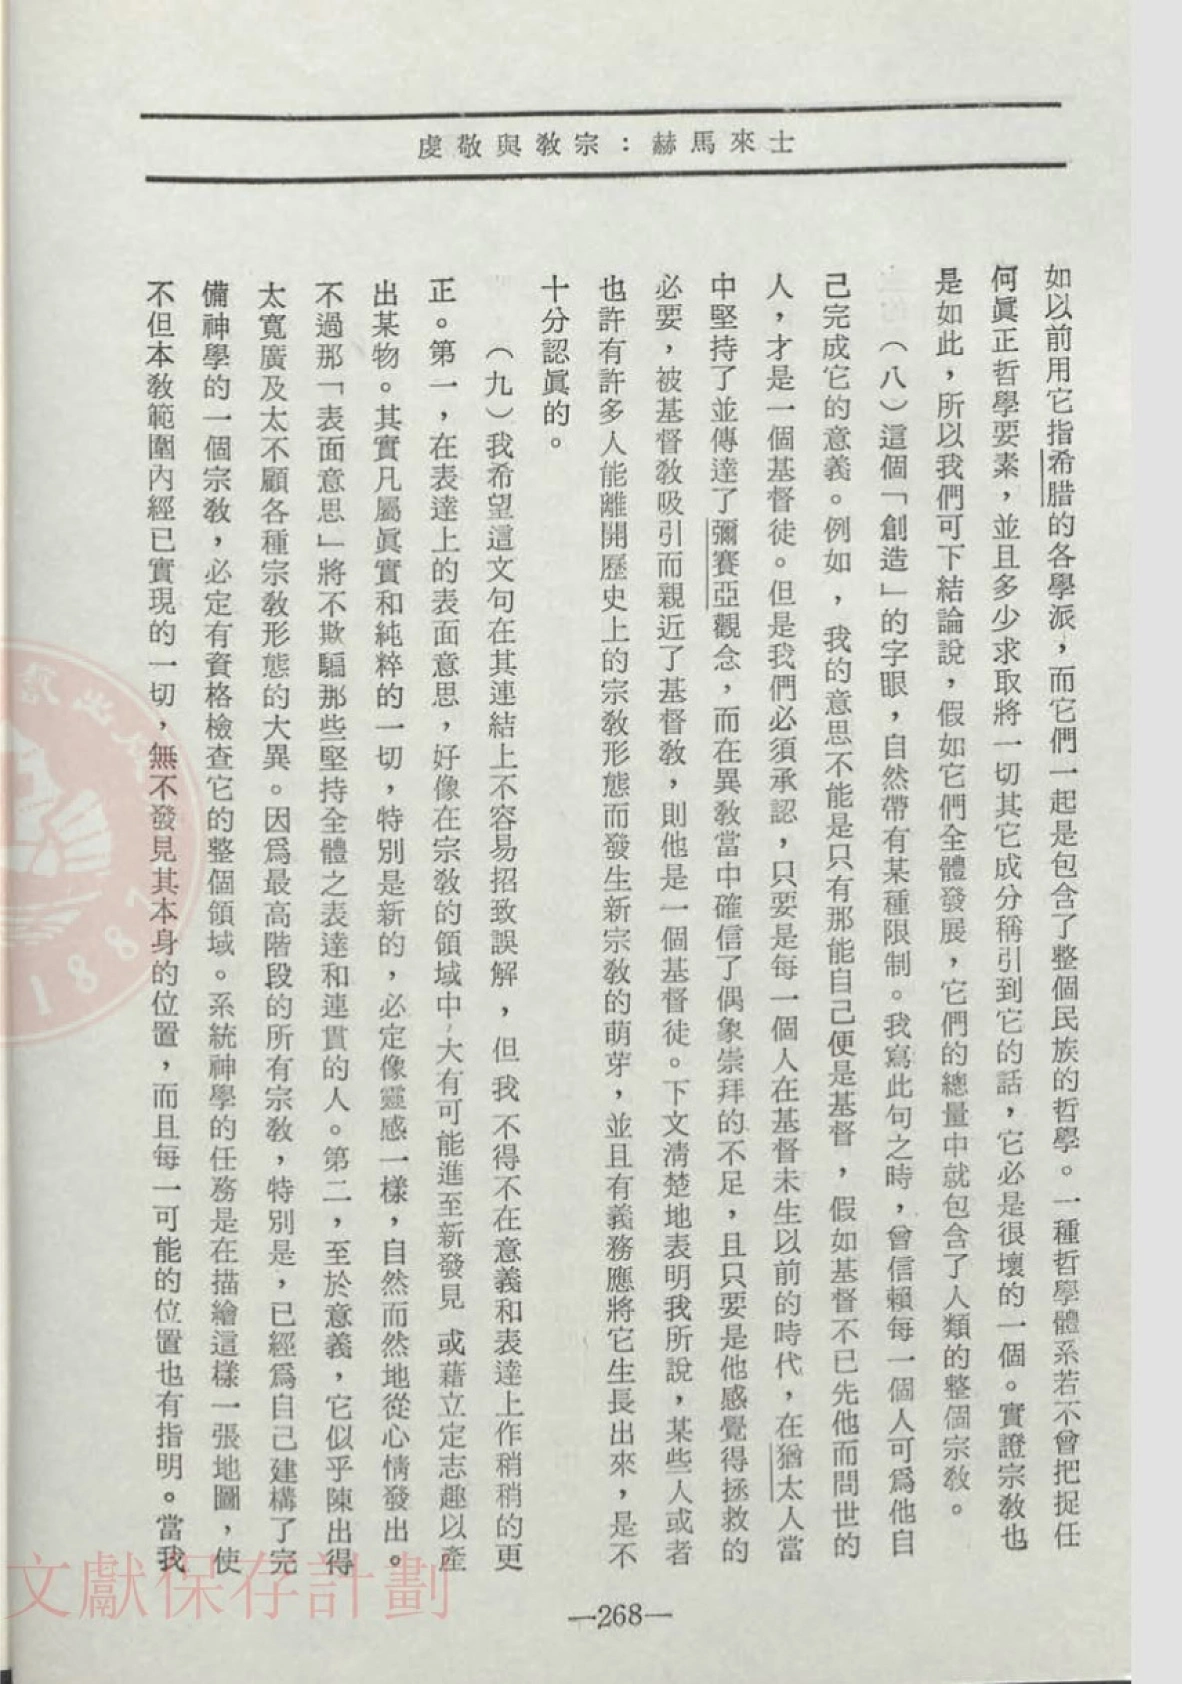 士來馬赫：宗教與敬虔
如以前用它指希腊的各學派，而它們一起是包含了整個民族的哲學。一種哲學體系若不曾把捉任
何眞正哲學要素，並且多少求取將一切其它成分稱引到它的話，它必是很壞的一個。實證宗教也
是如此，所以我們可下結論說，假如它們全體發展，它們的總量中就包含了人類的整個宗教。
（八）這個「創造」的字眼，自然帶有某種限制。我寫此句之時，曾信賴每一個人可爲他自
己完成它的意義。例如，我的意思不能是只有那能自己便是基督，假如基督不已先他而問世的
人，才是一個基督徒。但是我們必須承認，只要是每一個人在基督未生以前的時代，在猶太人當
中堅持了並傳達了彌賽亞觀念，而在異教當中確信了偶象崇拜的不足，且只要是他感覺得拯救的
必要，被基督教吸引而親近了基督教，則他是一個基督徒。下文淸楚地表明我所說，某些人或者
也許有許多人能離開歷史上的宗教形態而發生新宗教的萌芽，並且有義務應將它生長出來，是不
十分認眞的。
（九）我希望這文句在其連結上不容易招致誤解，但我不得不在意義和表達上作稍稍的更
正。第一，在表達上的表面意思，好像在宗教的領域中，大有可能進至新發見 或藉立定志趣以產
出某物。其實凡屬眞實和純粹的一切，特別是新的，必定像靈感一樣，自然而然地從心情發出。
不過那「表面意思」將不欺騙那些堅持全體之表達和連貫的人。第二，至於意義，它似乎陳出得
太寬廣及太不顧各種宗教形態的大異。因爲最高階段的所有宗教，特別是，已經爲自己建構了完
備神學的一個宗教，必定有資格檢查它的整個領域。系統神學的任務是在描繪這樣一張地圖，使
不但本教範圍內經已實現的一切，無不發見其本身的位置，而且每一可能的位置也有指明。當我
—268—
文獻保存計劃
1887